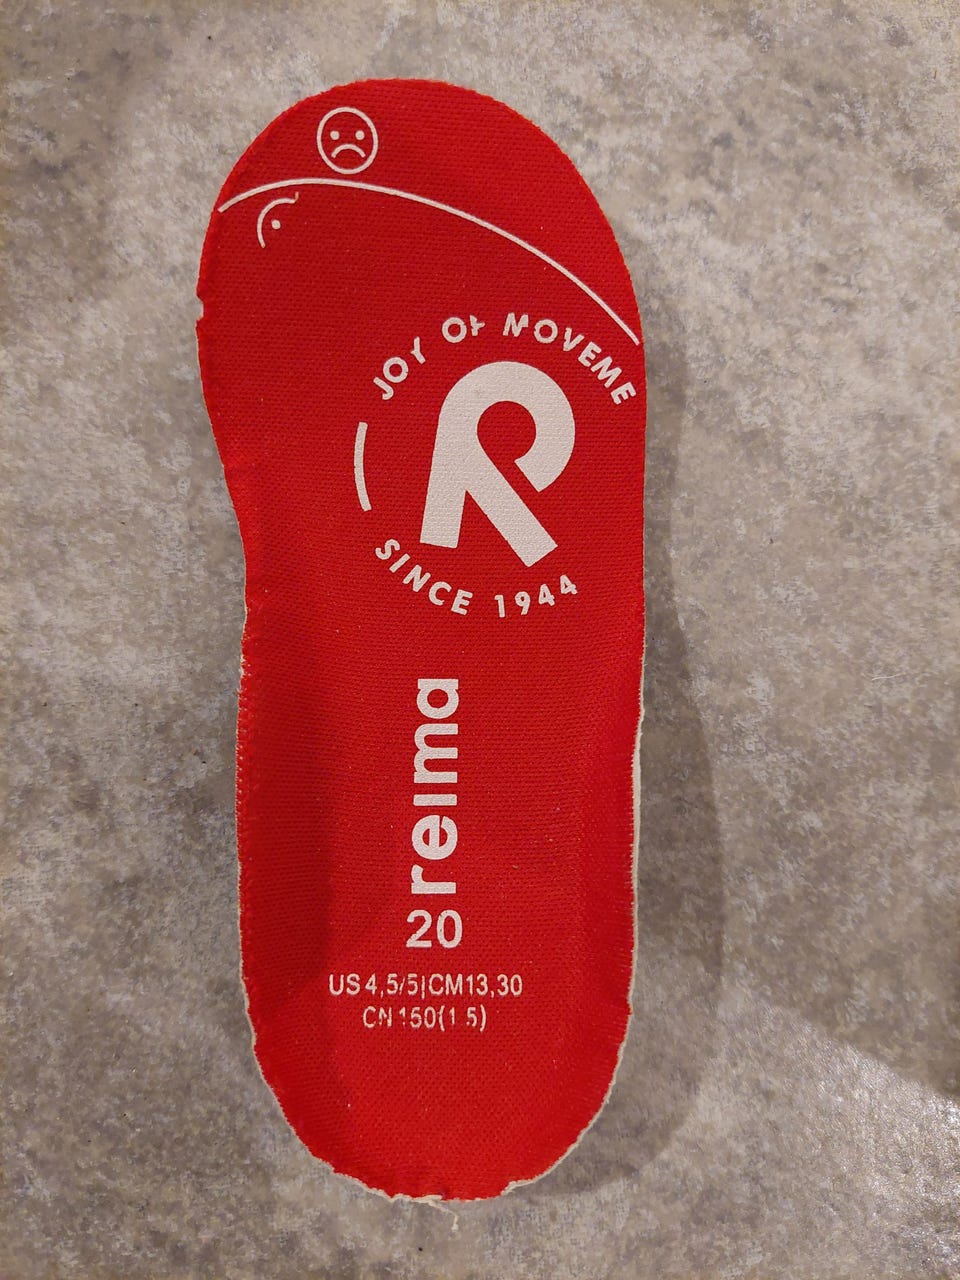 JOY OF MOVEME
SINCE 1944
reima
20
US 4,5/5|CM13,30
CN 150(1 5)